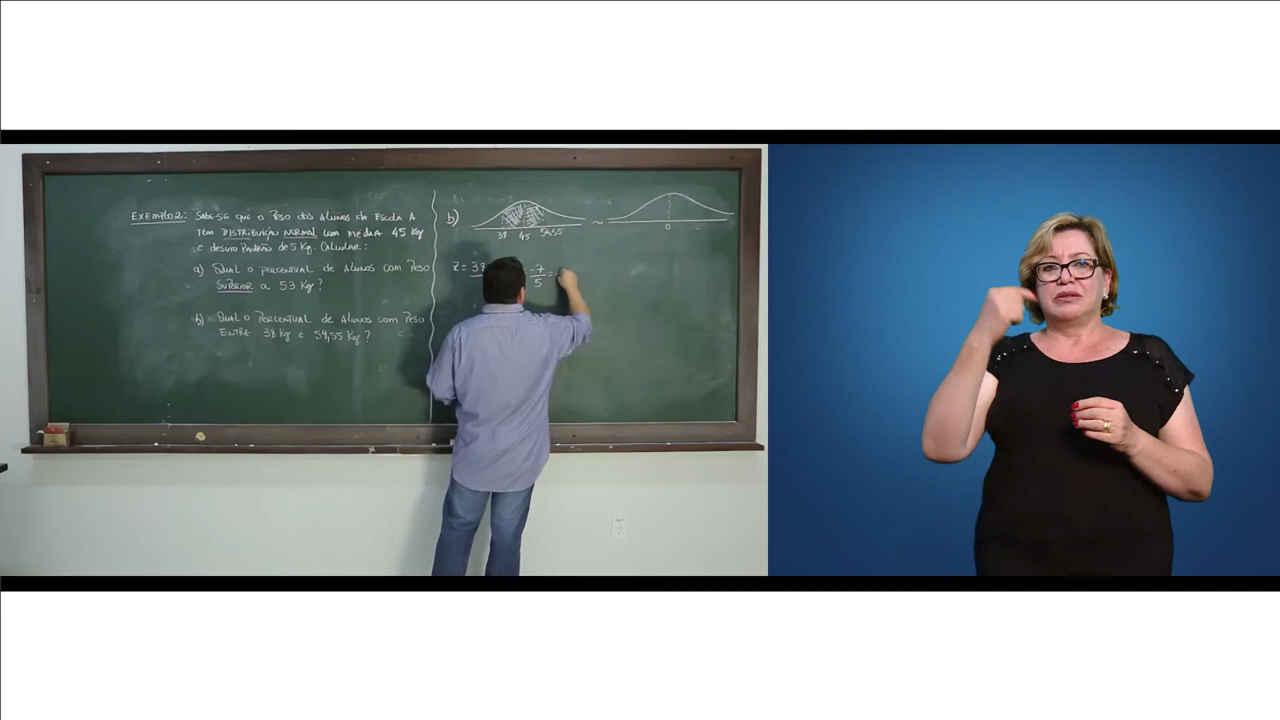 EXEMPLO 2: SABE-SE QUE O PESO DOS ALUNOS DA ESCOLA A
TEM DISTRIBUIÇÃO NORMAL COM MÉDIA 45 Kg
E DESVIO PADRÃO DE 5 Kg. CALCULAR:
a) QUAL O PERCENTUAL DE ALUNOS COM PESO
SUPERIOR A 53 Kg?
b) QUAL O PERCENTUAL DE ALUNOS COM PESO
ENTRE 38 Kg E 54,55 Kg?
b) ~
38 45 54,55 0
Z = 38 -7/5 =